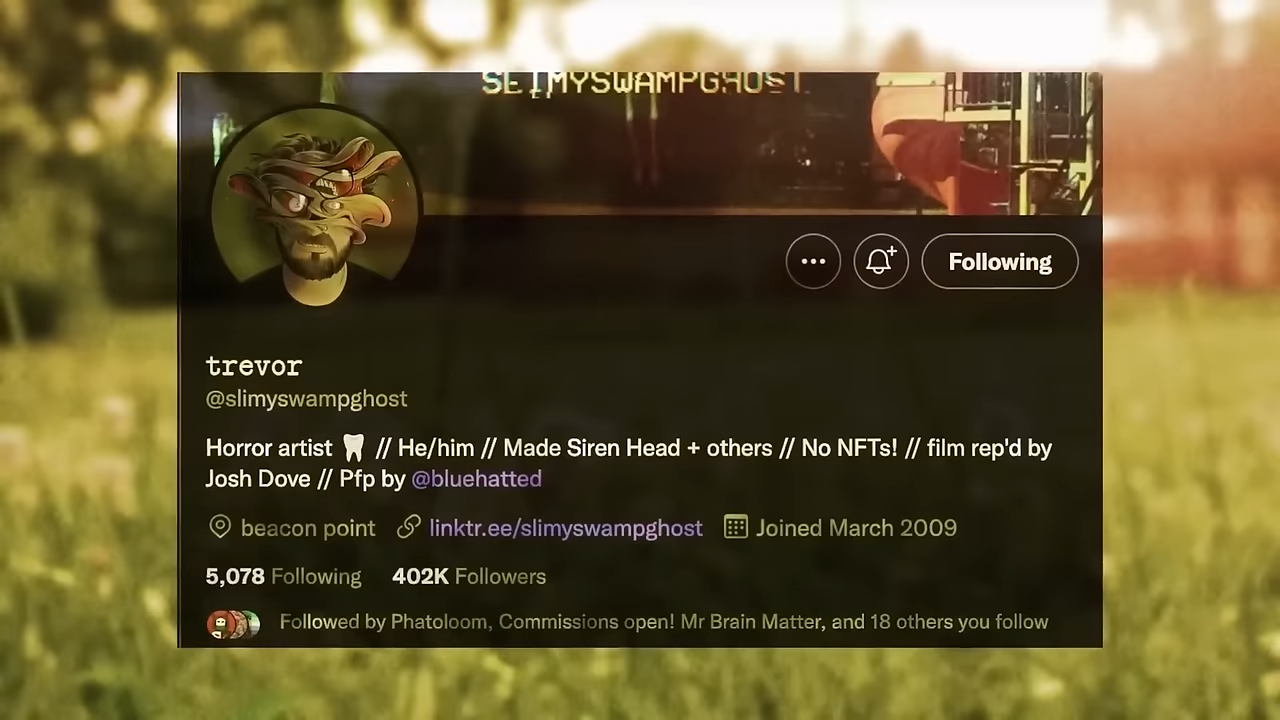 SLIMYSWAMPGHOST
Following
trevor
@slimyswampghost
Horror artist 🦷 // He/him // Made Siren Head + others // No NFTs! // film rep'd by
Josh Dove // Pfp by @bluehatted
beacon point linktr.ee/slimyswampghost Joined March 2009
5,078 Following 402K Followers
Followed by Phatoloom, Commissions open! Mr Brain Matter, and 18 others you follow